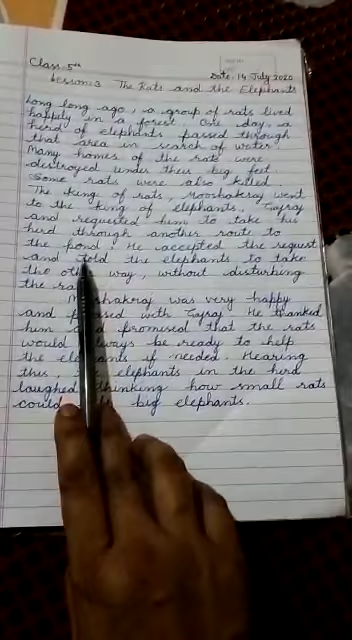 Class: 5th
Date: 14 July 2020
Lesson: 3 The Rats and the Elephants
Long long ago, a group of rats lived
happily in a forest. One day, a
herd of elephants passed through
that area in search of water.
Many homes of the rats were
destroyed under their big feet.
Some rats were also killed.
The king of rats, Moshakraj went
to the king of elephants, Gajraj
and requested him to take his
herd through another route to
the pond. He accepted the request
and told the elephants to take
the way, without disturbing
the
was very happy
and with Gajraj. He thanked
him promised that the rats
would always be ready to help
the if needed. Hearing
this, elephants in the herd
laughed thinking how small rats
could big elephants.